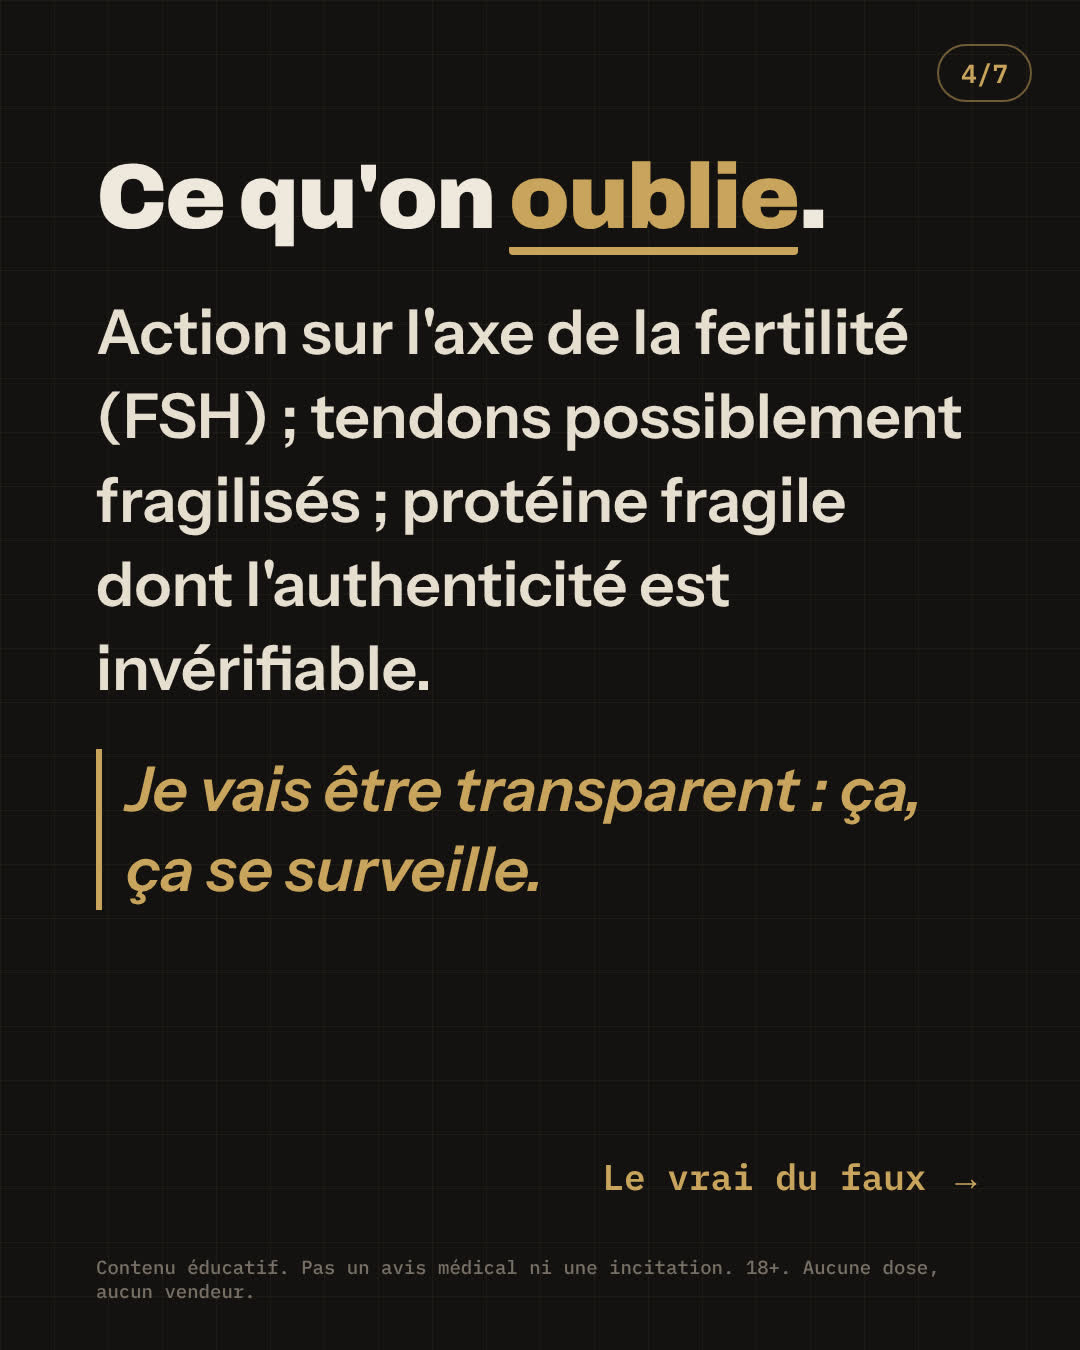 4/7
Ce qu'on oublie.
Action sur l'axe de la fertilité
(FSH) ; tendons possiblement
fragilisés ; protéine fragile
dont l'authenticité est
invérifiable.
Je vais être transparent : ça,
ça se surveille.
Le vrai du faux →
Contenu éducatif. Pas un avis médical ni une incitation. 18+. Aucune dose,
aucun vendeur.